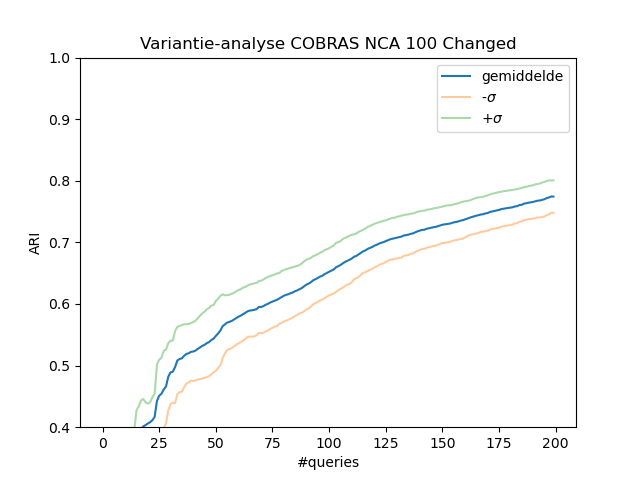 Variantie-analyse COBRAS NCA 100 Changed
gemiddelde
-σ
+σ
ARI
1.0
0.9
0.8
0.7
0.6
0.5
0.4
0 25 50 75 100 125 150 175 200
#queries